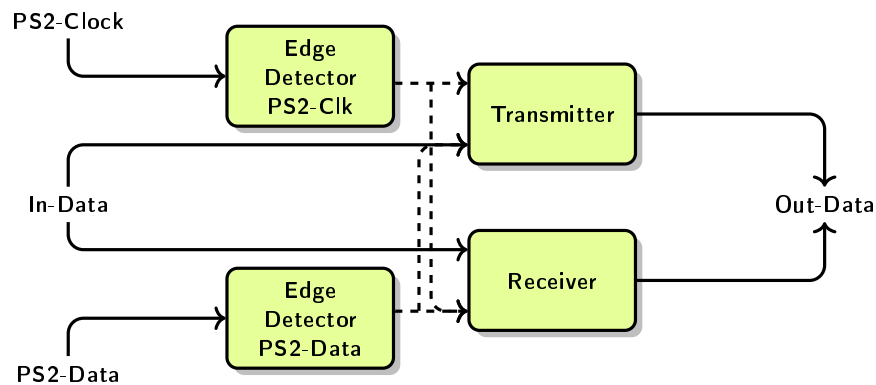 PS2-Clock
Edge
Detector
PS2-Clk
Transmitter
In-Data
Out-Data
Receiver
Edge
Detector
PS2-Data
PS2-Data